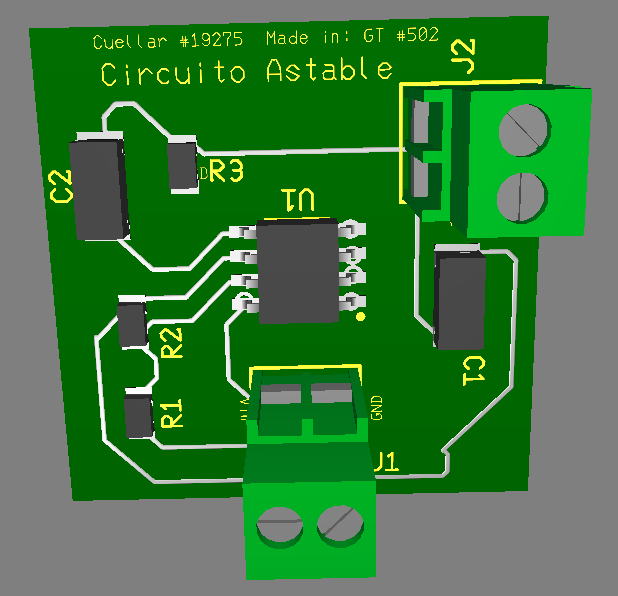 Cuellar #19275 Made in: GT #502
Circuito Astable
J2
C2
R3
U1
R2
C1
R1
GND
J1